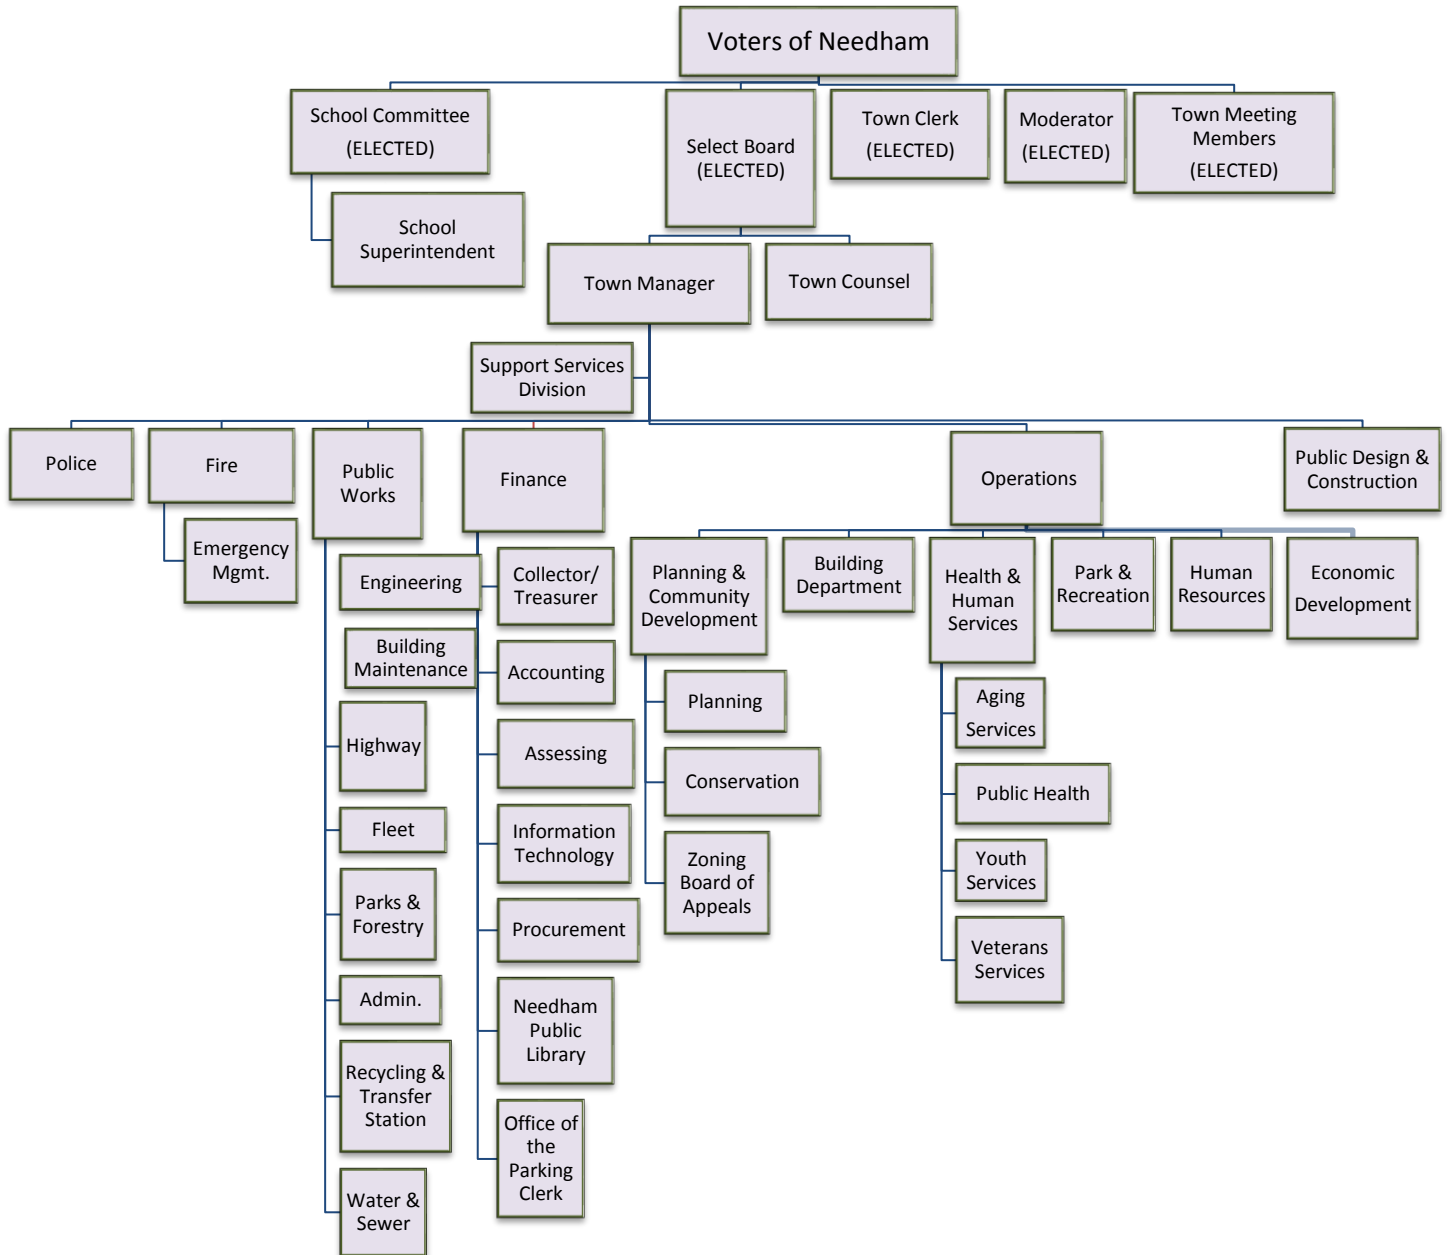 Voters of Needham
School Committee
(ELECTED)
Select Board
(ELECTED)
Town Clerk
(ELECTED)
Moderator
(ELECTED)
Town Meeting
Members
(ELECTED)
School
Superintendent
Town Manager
Town Counsel
Support Services
Division
Police
Fire
Public
Works
Finance
Operations
Public Design &
Construction
Emergency
Mgmt.
Engineering
Building
Maintenance
Highway
Fleet
Parks &
Forestry
Admin.
Recycling &
Transfer
Station
Water &
Sewer
Collector/
Treasurer
Accounting
Assessing
Information
Technology
Procurement
Needham
Public
Library
Office of
the
Parking
Clerk
Planning &
Community
Development
Building
Department
Health &
Human
Services
Park &
Recreation
Human
Resources
Economic
Development
Planning
Conservation
Zoning
Board of
Appeals
Aging
Services
Public Health
Youth
Services
Veterans
Services